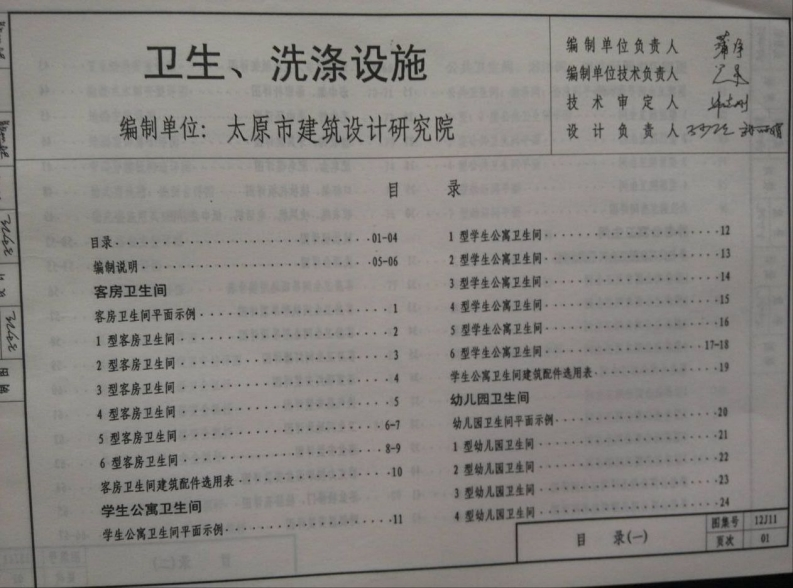 卫生、洗涤设施
编制单位: 太原市建筑设计研究院
编制单位负责人
编制单位技术负责人
技术审定人
设计负责人
目 录
目录 01-04
编制说明 05-06
客房卫生间
客房卫生间平面示例 1
1 型客房卫生间 2
2 型客房卫生间 3
3 型客房卫生间 4
4 型客房卫生间 5
5 型客房卫生间 6-7
6 型客房卫生间 8-9
客房卫生间建筑配件选用表 10
学生公寓卫生间
学生公寓卫生间平面示例 11
1 型学生公寓卫生间 12
2 型学生公寓卫生间 13
3 型学生公寓卫生间 14
4 型学生公寓卫生间 15
5 型学生公寓卫生间 16
6 型学生公寓卫生间 17-18
学生公寓卫生间建筑配件选用表 19
幼儿园卫生间
幼儿园卫生间平面示例 20
1 型幼儿园卫生间 21
2 型幼儿园卫生间 22
3 型幼儿园卫生间 23
4 型幼儿园卫生间 24
目 录(一)
图集号 12J11
页次 01